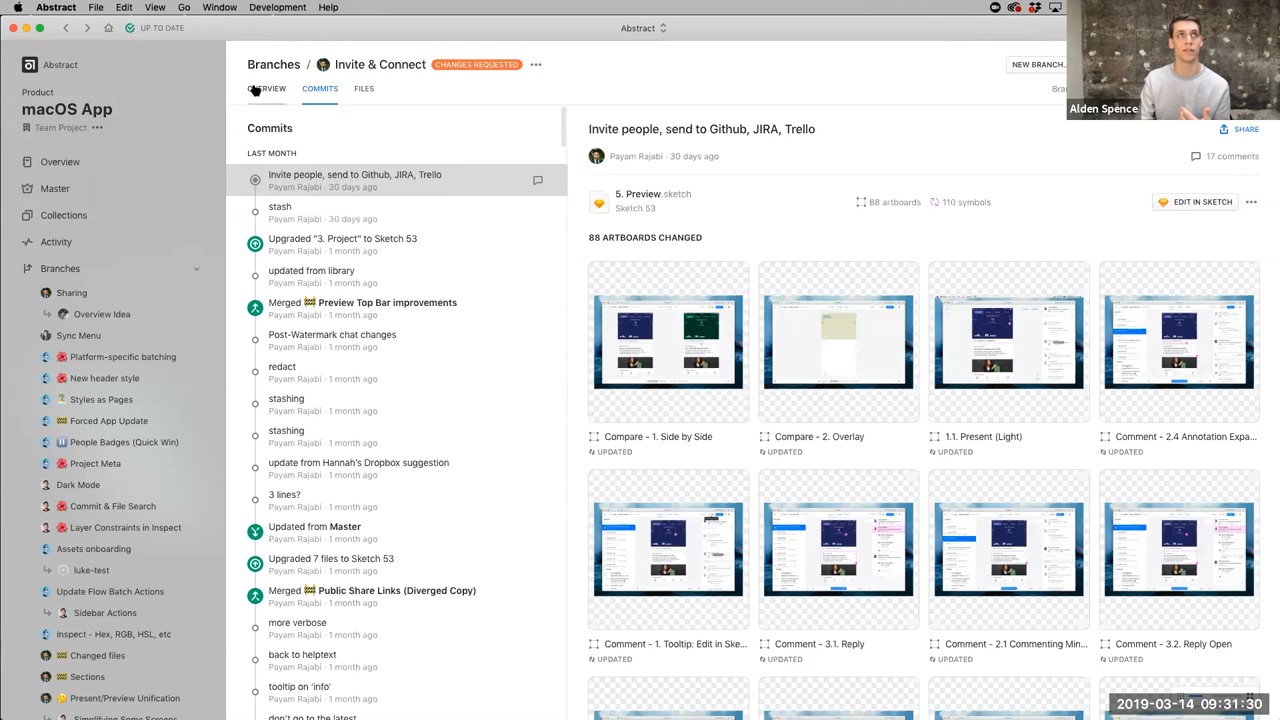 Abstract File Edit View Go Window Development Help
UP TO DATE
Abstract
Abstract
Product
macOS App
Team Project
Overview
Master
Collections
Activity
Branches
Sharing
Overview Idea
Sync Menu
Platform-specific batching
New header style
Styles as Pages
Forced App Update
People Badges (Quick Win)
Project Meta
Dark Mode
Commit & File Search
Layer Constraints in Inspect
Assets onboarding
luke-test
Update Flow Batch Actions
Sidebar Actions
Inspect - Hex, RGB, HSL, etc
Changed files
Sections
Present/Preview Unification
Simplifying Some Screens
Branches / Invite & Connect CHANGES REQUESTED
NEW BRANCH...
OVERVIEW COMMITS FILES
Bran
Commits
LAST MONTH
Invite people, send to Github, JIRA, Trello
Payam Rajabi · 30 days ago
stash
Payam Rajabi · 30 days ago
Upgraded "3. Project" to Sketch 53
Payam Rajabi · 1 month ago
updated from library
Payam Rajabi · 1 month ago
Merged Preview Top Bar improvements
Payam Rajabi · 1 month ago
Post-Watermark chat changes
Payam Rajabi · 1 month ago
redact
Payam Rajabi · 1 month ago
stashing
Payam Rajabi · 1 month ago
stashing
Payam Rajabi · 1 month ago
update from Hannah's Dropbox suggestion
Payam Rajabi · 1 month ago
3 lines?
Payam Rajabi · 1 month ago
Updated from Master
Payam Rajabi · 1 month ago
Upgraded 7 files to Sketch 53
Payam Rajabi · 1 month ago
Merged Public Share Links (Diverged Copy)
Payam Rajabi · 1 month ago
more verbose
Payam Rajabi · 1 month ago
back to helptext
Payam Rajabi · 1 month ago
tooltip on 'info'
Payam Rajabi · 1 month ago
don't go to the latest
Invite people, send to Github, JIRA, Trello
SHARE
Payam Rajabi · 30 days ago
17 comments
5. Preview.sketch
Sketch 53
88 artboards 110 symbols
EDIT IN SKETCH
88 ARTBOARDS CHANGED
Compare - 1. Side by Side
UPDATED
Compare - 2. Overlay
UPDATED
1.1. Present (Light)
UPDATED
Comment - 2.4 Annotation Expa...
UPDATED
Comment - 1. Tooltip: Edit in Ske...
UPDATED
Comment - 3.1. Reply
UPDATED
Comment - 2.1 Commenting Min...
UPDATED
Comment - 3.2. Reply Open
UPDATED
Alden Spence
2019-03-14 09:31:30